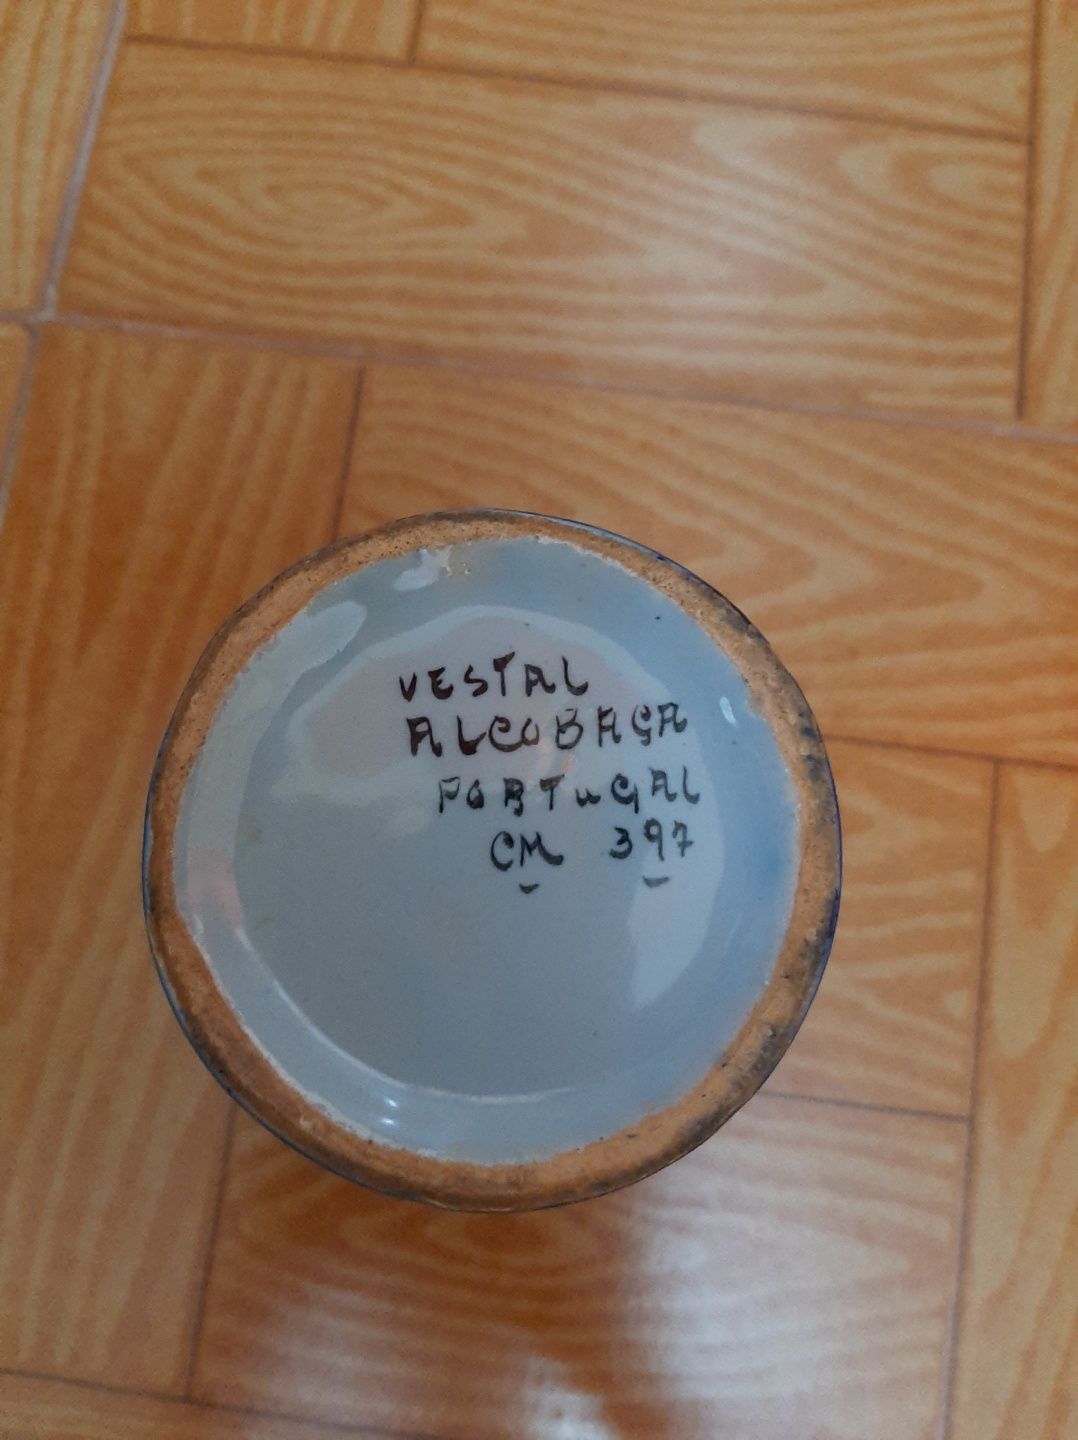 VESTAL
ALCOBAÇA
PORTUGAL
CM 397